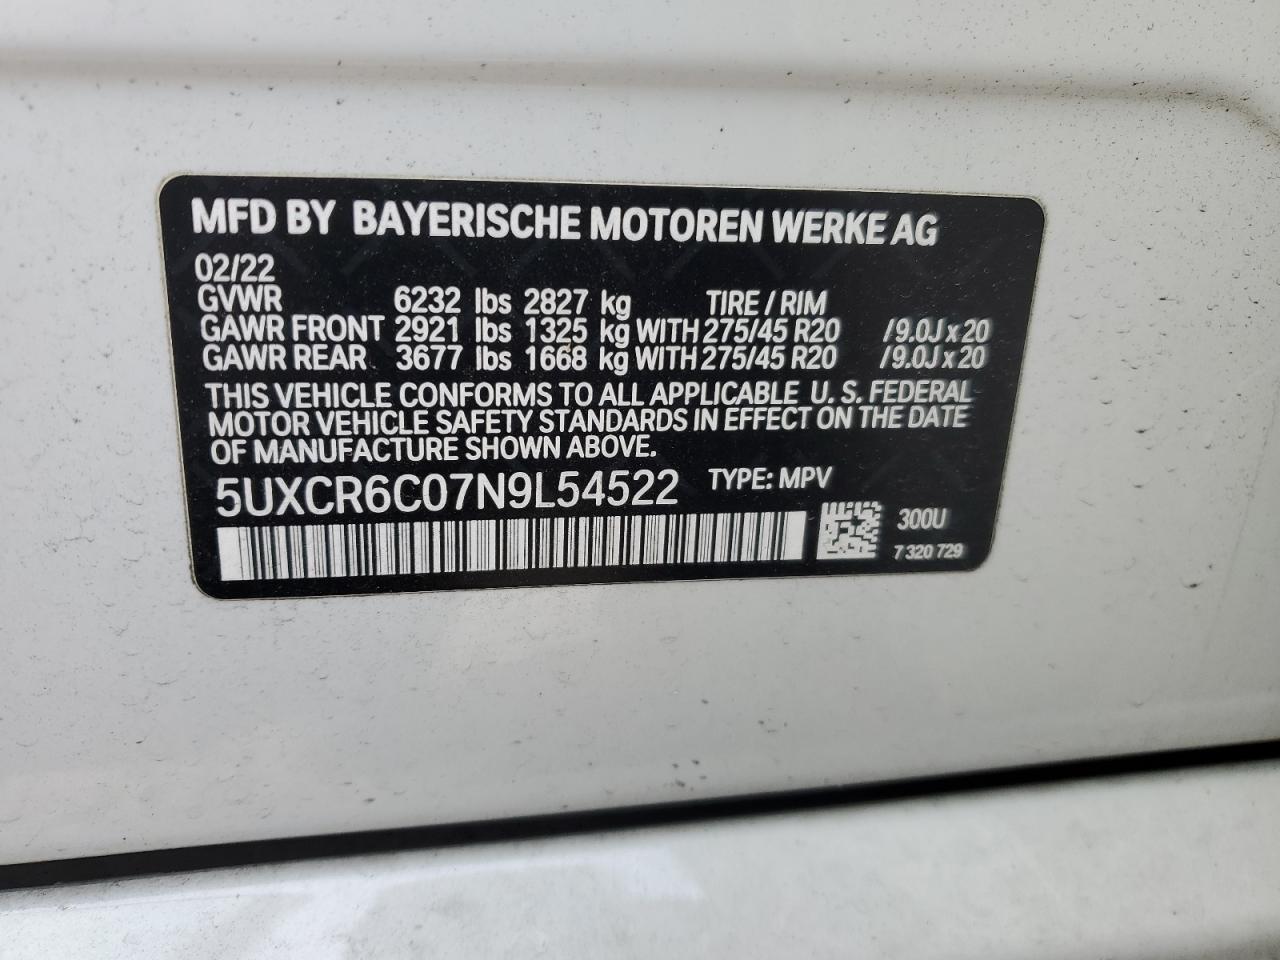 MFD BY BAYERISCHE MOTOREN WERKE AG
02/22
GVWR 6232 lbs 2827 kg TIRE / RIM
GAWR FRONT 2921 lbs 1325 kg WITH 275/45 R20 /9.0J x 20
GAWR REAR 3677 lbs 1668 kg WITH 275/45 R20 /9.0J x 20
THIS VEHICLE CONFORMS TO ALL APPLICABLE U. S. FEDERAL
MOTOR VEHICLE SAFETY STANDARDS IN EFFECT ON THE DATE
OF MANUFACTURE SHOWN ABOVE.
5UXCR6C07N9L54522 TYPE: MPV
300U
7 320 729